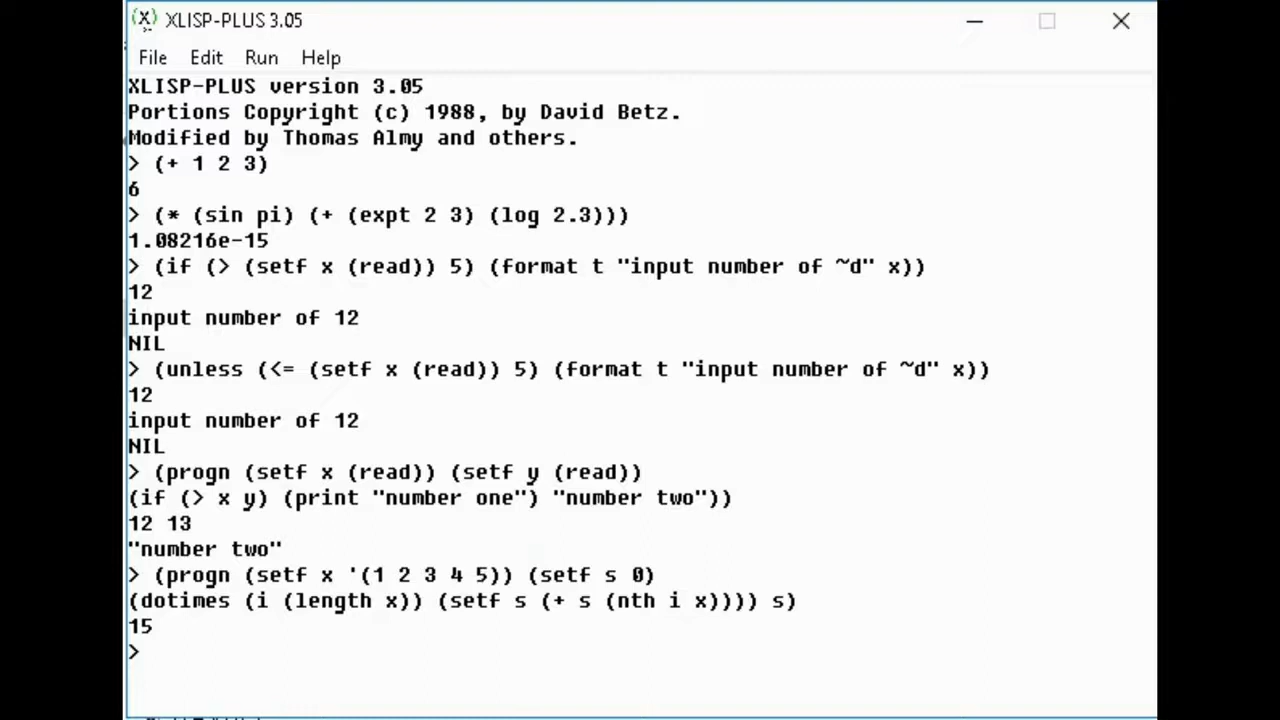 XLISP-PLUS 3.05
File Edit Run Help
XLISP-PLUS version 3.05
Portions Copyright (c) 1988, by David Betz.
Modified by Thomas Almy and others.
> (+ 1 2 3)
6
> (* (sin pi) (+ (expt 2 3) (log 2.3)))
1.08216e-15
> (if (> (setf x (read)) 5) (format t "input number of ~d" x))
12
input number of 12
NIL
> (unless (<= (setf x (read)) 5) (format t "input number of ~d" x))
12
input number of 12
NIL
> (progn (setf x (read)) (setf y (read))
(if (> x y) (print "number one") "number two"))
12 13
"number two"
> (progn (setf x '(1 2 3 4 5)) (setf s 0)
(dotimes (i (length x)) (setf s (+ s (nth i x)))) s)
15
>